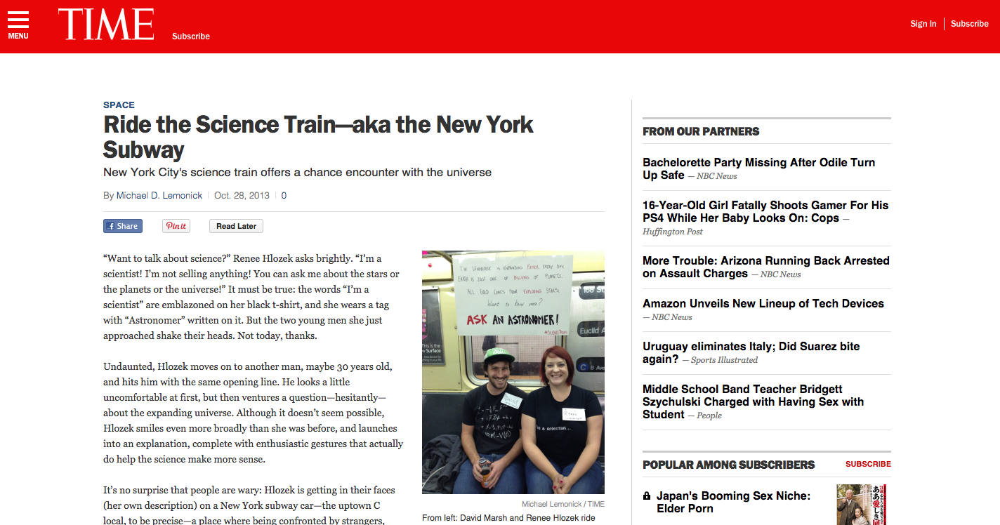 MENU
TIME
Subscribe
Sign In
Subscribe
SPACE
Ride the Science Train—aka the New York
Subway
New York City's science train offers a chance encounter with the universe
By Michael D. Lemonick
Oct. 28, 2013
0
Share
Pin it
Read Later
“Want to talk about science?” Renee Hlozek asks brightly. “I’m a
scientist! I’m not selling anything! You can ask me about the stars or
the planets or the universe!” It must be true: the words “I’m a
scientist” are emblazoned on her black t-shirt, and she wears a tag
with “Astronomer” written on it. But the two young men she just
approached shake their heads. Not today, thanks.
Undaunted, Hlozek moves on to another man, maybe 30 years old,
and hits him with the same opening line. He looks a little
uncomfortable at first, but then ventures a question—hesitantly—
about the expanding universe. Although it doesn’t seem possible,
Hlozek smiles even more broadly than she was before, and launches
into an explanation, complete with enthusiastic gestures that actually
do help the science make more sense.
It’s no surprise that people are wary: Hlozek is getting in their faces
(her own description) on a New York subway car—the uptown C
local, to be precise—a place where being confronted by strangers,
THE UNIVERSE IS EXPANDING FASTER EVERY DAY
EARTH IS JUST ONE OF BILLIONS OF PLANETS.
ALL GOLD COMES FROM EXPLODING STARS.
Want to know more?
ASK AN ASTRONOMER!
168 St
Euclid A
C 8 Ave
This is the
Surface
David
RENEE
I'm a scientist...
Michael Lemonick / TIME
From left: David Marsh and Renee Hlozek ride
FROM OUR PARTNERS
Bachelorette Party Missing After Odile Turn
Up Safe — NBC News
16-Year-Old Girl Fatally Shoots Gamer For His
PS4 While Her Baby Looks On: Cops —
Huffington Post
More Trouble: Arizona Running Back Arrested
on Assault Charges — NBC News
Amazon Unveils New Lineup of Tech Devices
— NBC News
Uruguay eliminates Italy; Did Suarez bite
again? — Sports Illustrated
Middle School Band Teacher Bridgett
Szychulski Charged with Having Sex with
Student — People
POPULAR AMONG SUBSCRIBERS
SUBSCRIBE
Japan's Booming Sex Niche:
Elder Porn